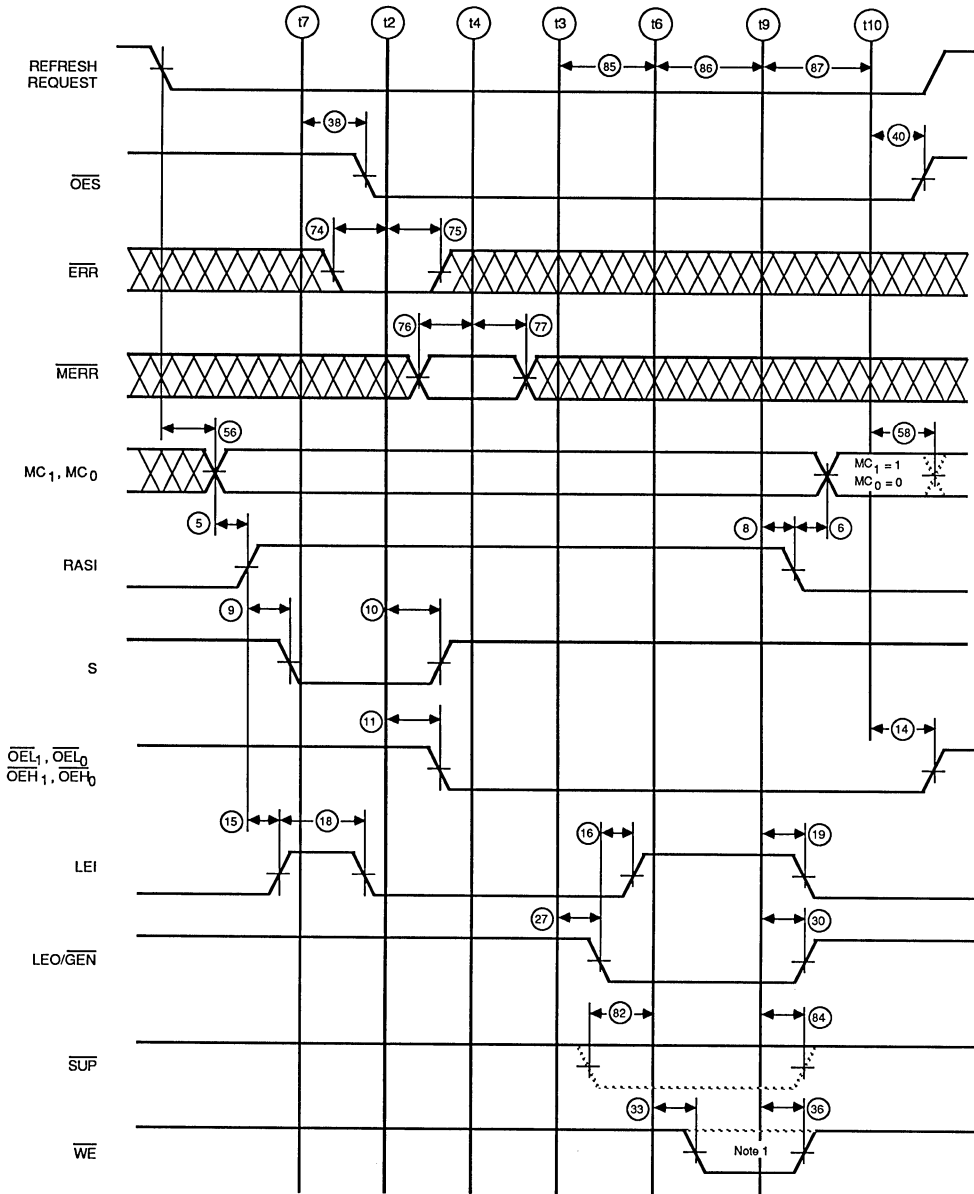 t7 t2 t4 t3 t6 t9 t10
REFRESH
REQUEST
85 86 87
38 40
OES
74 75
ERR
76 77
MERR
56 58
MC1, MC0
MC1 = 1
MC0 = 0
5 8 6
RASI
9 10
S
11 14
OEL1, OEL0
OEH1, OEH0
15 18 16 19
LEI
27 30
LEO/GEN
82 84
SUP
33 36
WE
Note 1